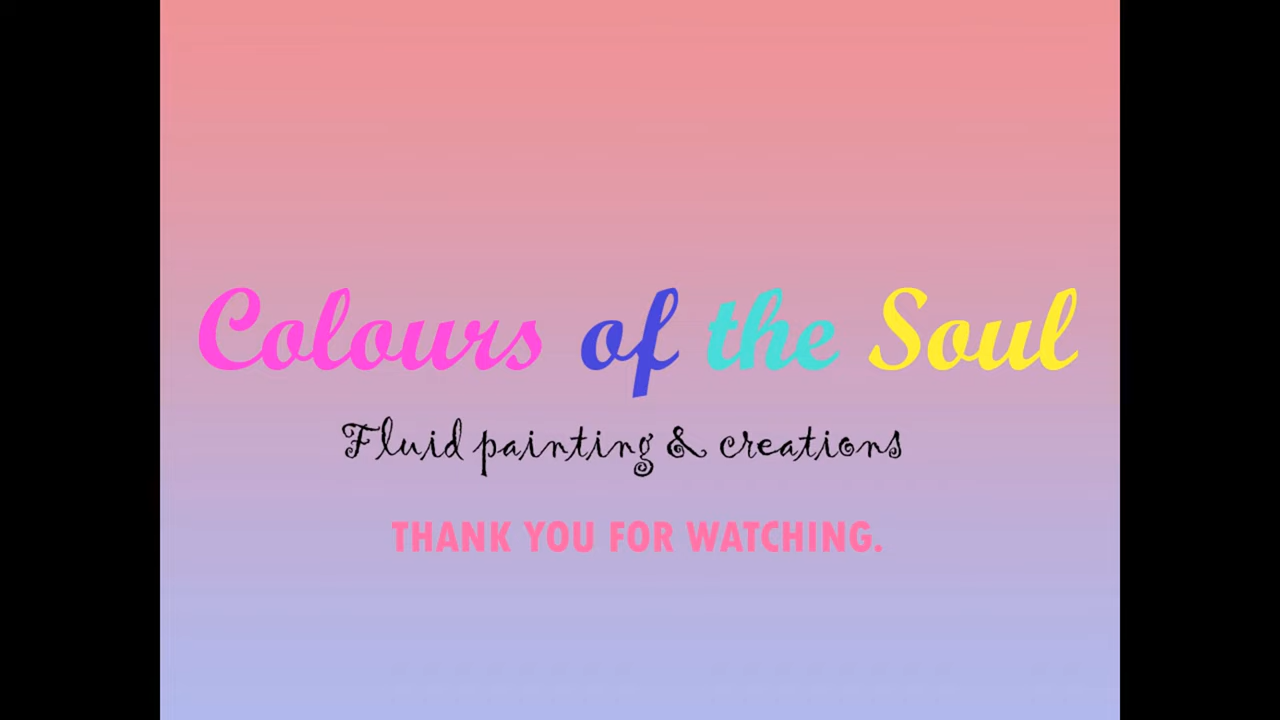 Colours of the Soul
Fluid painting & creations
THANK YOU FOR WATCHING.